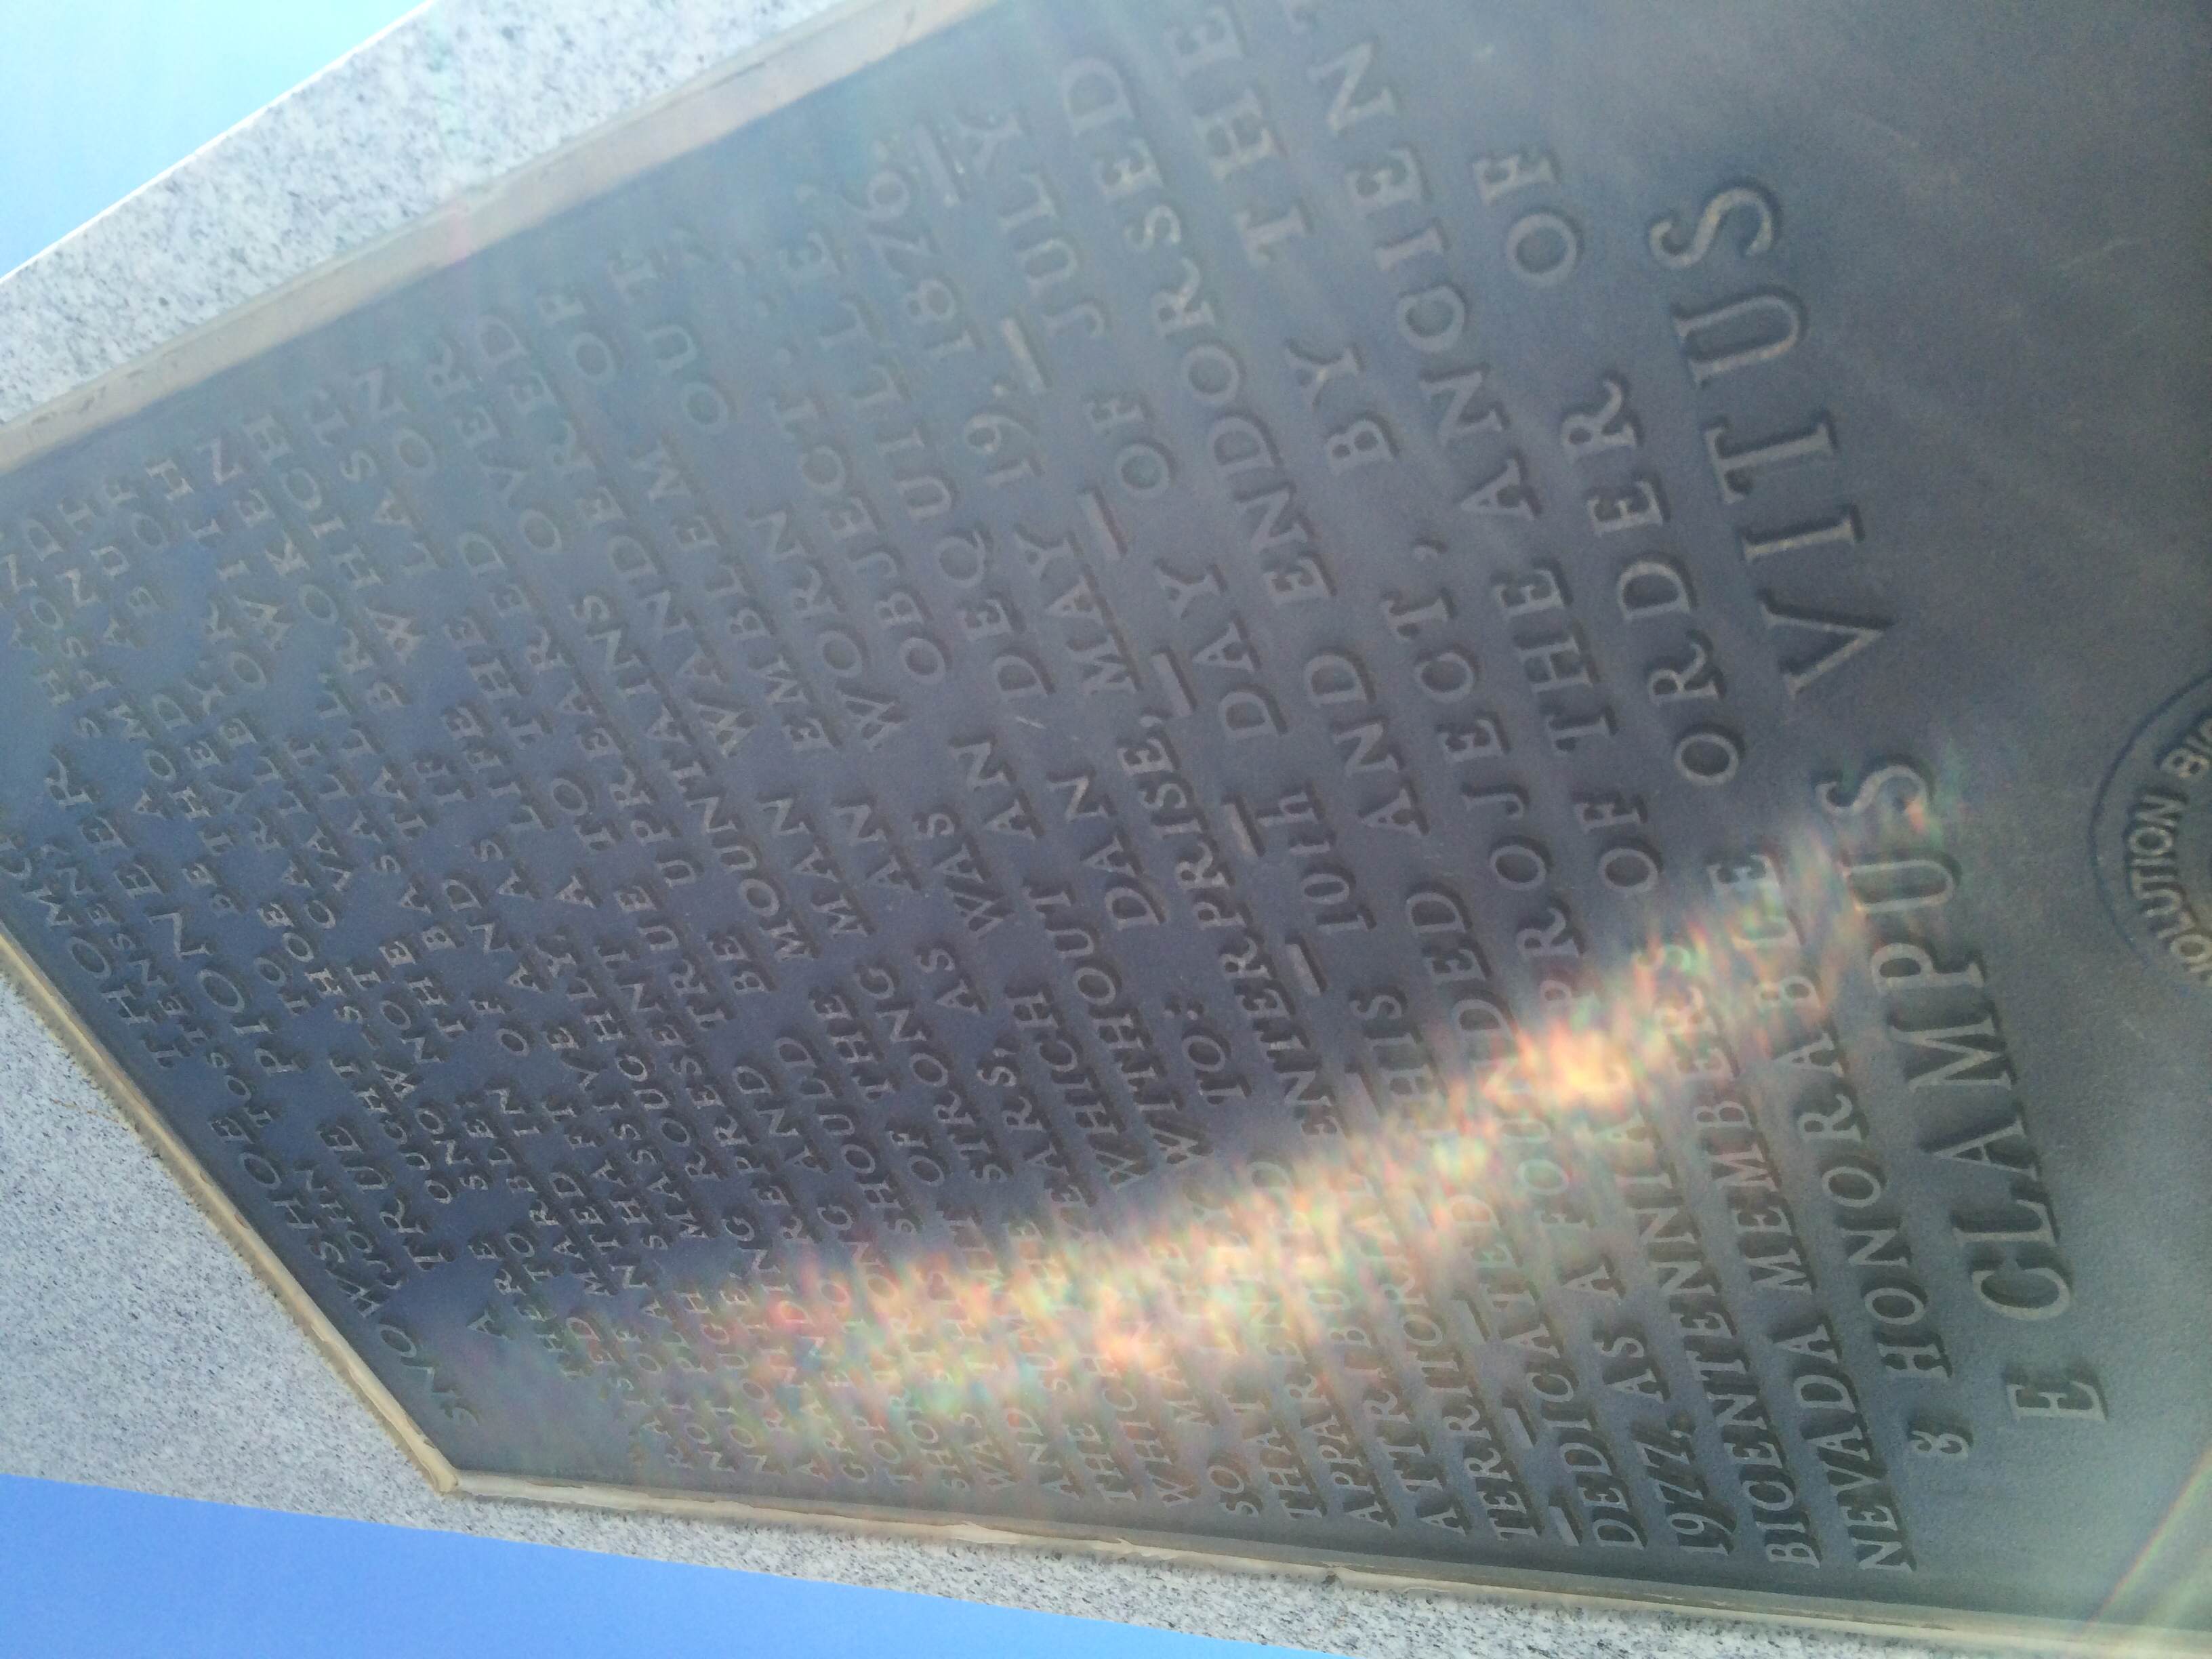 SNOWSHOE THOMP
(JOHN TOSTENSEN)
A TRUE PIONEER
"THERE OUGHT TO BE A SHA
RAISED TO SNOW-SHOE THOMPSON:
NOT OF MARBLE; NOT CARVED AND
NOT PLANTED IN THE VALLEY, BUT
A ROUGH SHAFT OF BASALT OR OF
GRANITE, MASSIVE AND TALL, WITH
TOP ENDING ROUGHLY, AS IF BROKEN
SHORT, TO REPRESENT A LIFE WHICH
WAS STRONG AND TRUE TO THE LAST.
AND THIS SHOULD BE UPREARED ON
THE SUMMIT OF THE MOUNTAINS OVER
WHICH THE STRONG MAN WANDERED
SO MANY YEARS, AS AN EMBLEM OF
THAT LIFE WHICH WAS WORN OUT
APPARENTLY WITHOUT AN OBJECT...."
ATTRIBUTED TO: DAN DEQUILLE,
TERRITORIAL ENTERPRISE, MAY 19, 1876.
— — — — — — — — — —
DEDICATED THIS 10th DAY OF JULY
1977, AS A FOUNDED AND ENDORSED
BICENTENNIAL PROJECT, BY THE
NEVADA MEMBERS OF THE ANCIENT
& HONORABLE ORDER OF
E CLAMPUS VITUS
VOLUTION BIC